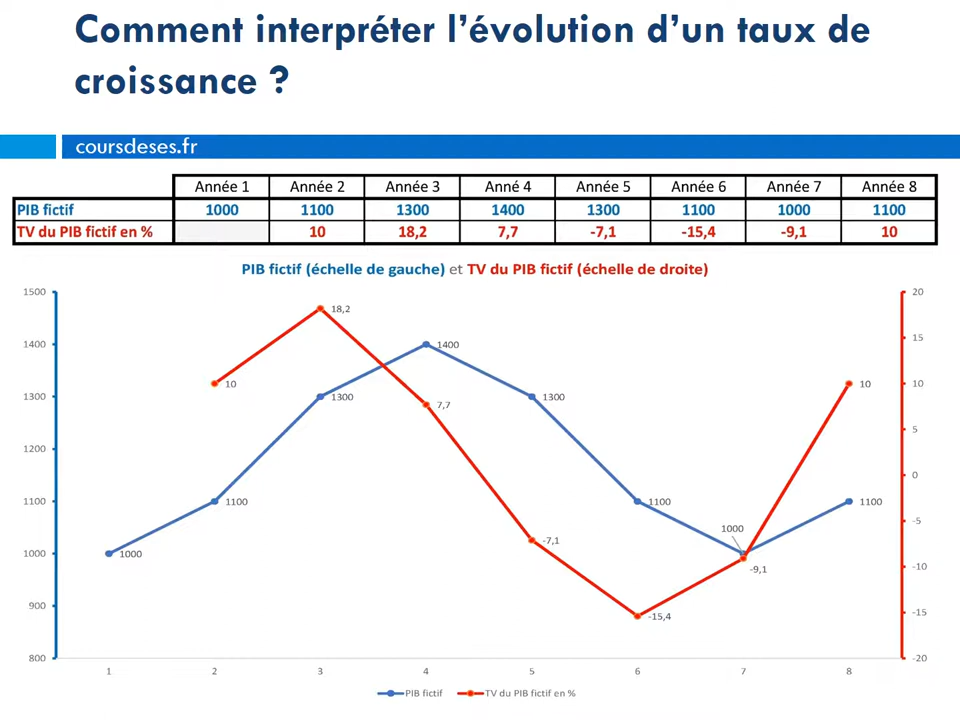 Comment interpréter l’évolution d’un taux de
croissance ?
coursdeses.fr
Année 1 Année 2 Année 3 Anné 4 Année 5 Année 6 Année 7 Année 8
PIB fictif 1000 1100 1300 1400 1300 1100 1000 1100
TV du PIB fictif en % 10 18,2 7,7 -7,1 -15,4 -9,1 10
PIB fictif (échelle de gauche) et TV du PIB fictif (échelle de droite)
1500 20
18,2
1400 1400 15
1300 1300 1300 10 10 10
7,7
1200 5
0
1100 1100 1100 1100
1000 -5
-7,1
1000 1000 -10
-9,1
900 -15
-15,4
800 -20
1 2 3 4 5 6 7 8
PIB fictif TV du PIB fictif en %